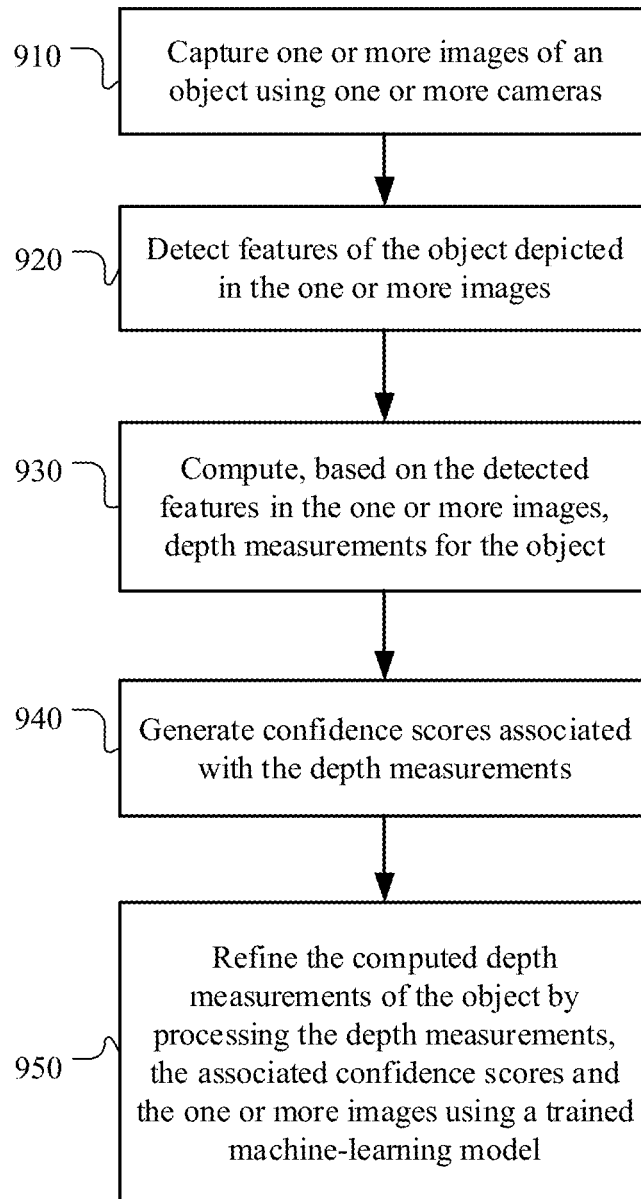 910
Capture one or more images of an
object using one or more cameras
920
Detect features of the object depicted
in the one or more images
930
Compute, based on the detected
features in the one or more images,
depth measurements for the object
940
Generate confidence scores associated
with the depth measurements
950
Refine the computed depth
measurements of the object by
processing the depth measurements,
the associated confidence scores and
the one or more images using a trained
machine-learning model